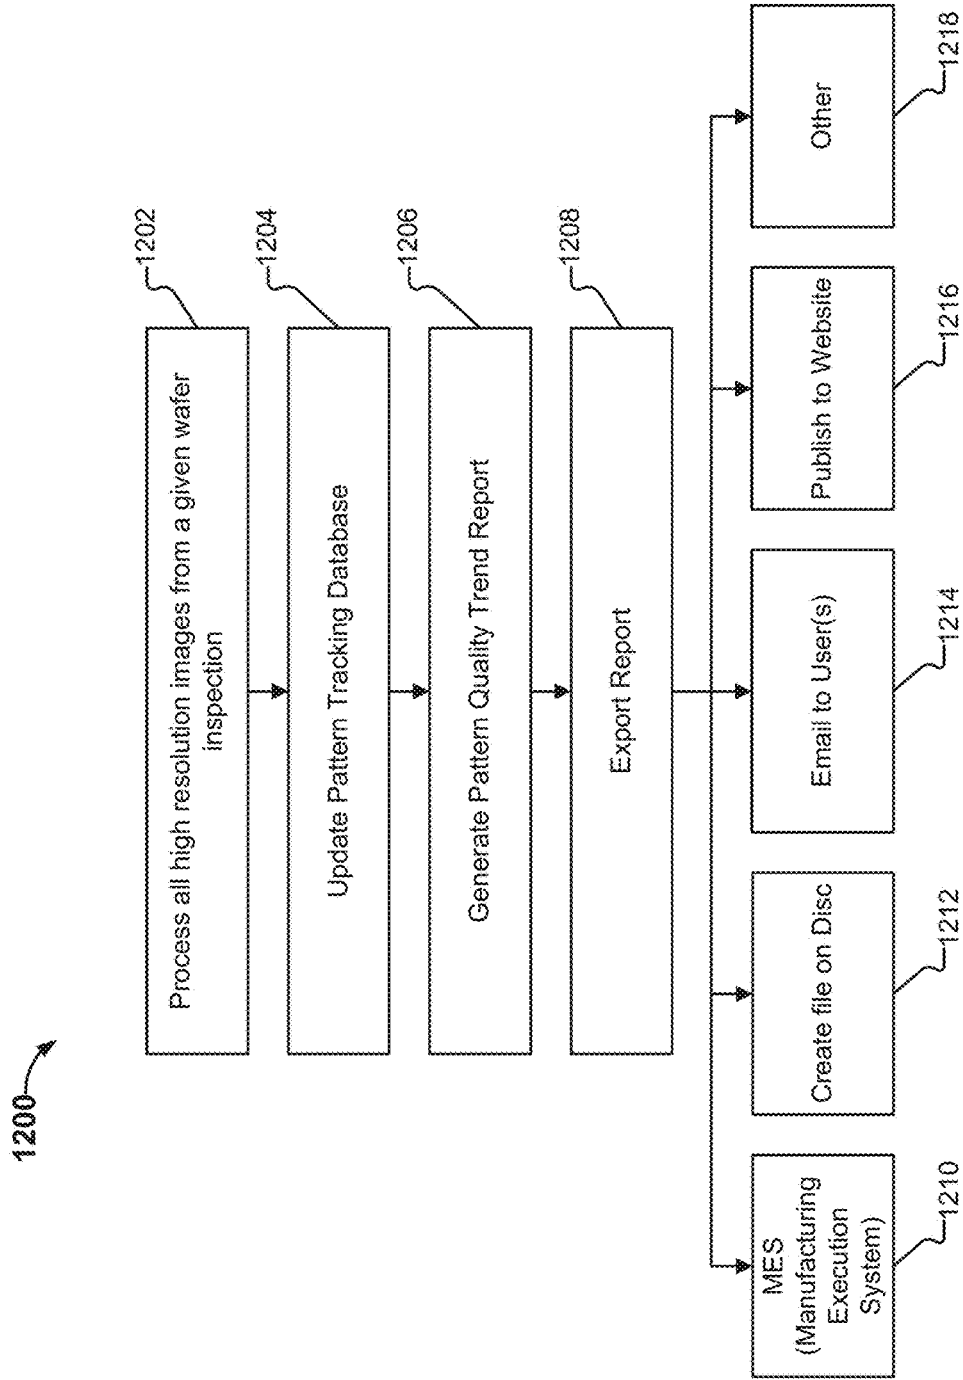 1200
1202
Process all high resolution images from a given wafer
inspection
1204
Update Pattern Tracking Database
1206
Generate Pattern Quality Trend Report
1208
Export Report
MES
(Manufacturing
Execution
System)
Create file on Disc
Email to User(s)
Publish to Website
Other
1210
1212
1214
1216
1218